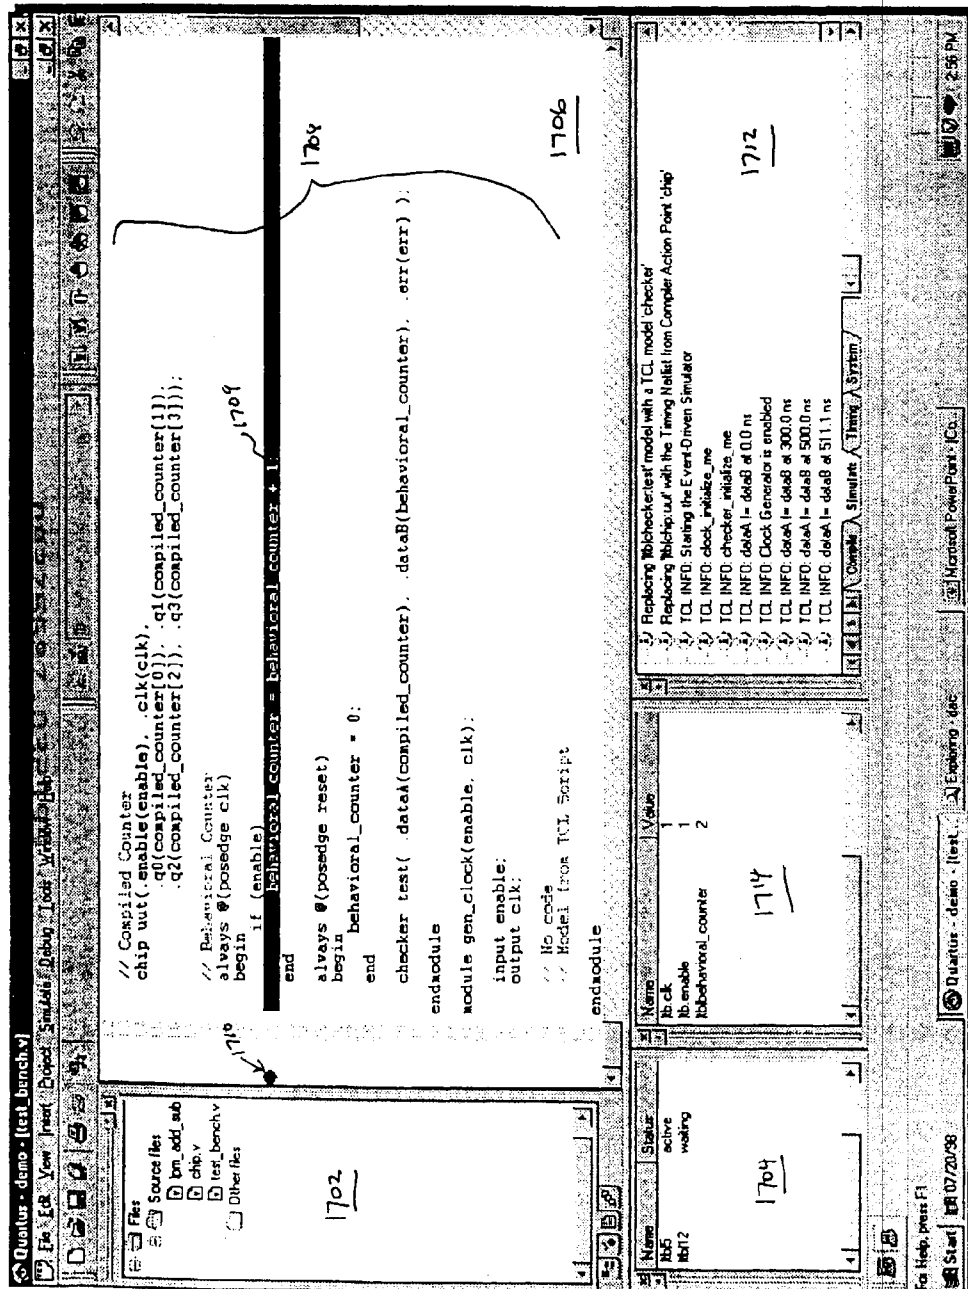 Quartus - demo - [test_bench.v]
File Edit View Insert Project Simulate Debug Tools Window Help
Files
Source files
lpm_add_sub
chip.v
test_bench.v
Other files
1702
// Compiled Counter
chip uut(.enable(enable), .clk(clk),
.q0(compiled_counter[0]), .q1(compiled_counter[1]),
.q2(compiled_counter[2]), .q3(compiled_counter[3]));
// Behavioral Counter
always @(posedge clk)
begin
if (enable)
behavioral_counter = behavioral_counter + 1;
end
always @(posedge reset)
begin
behavioral_counter = 0;
end
checker test( .dataA(compiled_counter), .dataB(behavioral_counter), .err(err) );
endmodule
module gen_clock(enable, clk);
input enable;
output clk;
// No code
// Model from TCL Script
endmodule
1709
1708
1706
Name Status
active
waiting
1704
Name Value
tb.clk 1
tb.enable 1
behavioral_counter 2
1714
Replacing 'tb|checker:test' model with a TCL model 'checker'
Replacing 'tb|chip:uut' with the Timing Netlist from Compiler Action Point 'chip'
TCL INFO: Starting the Event-Driven Simulator
TCL INFO: clock_initialize_me
TCL INFO: checker_initialize_me
TCL INFO: dataA != dataB at 0.0 ns
TCL INFO: Clock Generator is enabled
TCL INFO: dataA != dataB at 300.0 ns
TCL INFO: dataA != dataB at 500.0 ns
TCL INFO: dataA != dataB at 511.1 ns
1712
Compile Simulate Timing System
For Help, press F1
Start 07/20/98 Quartus - demo - [test... Exploring - dac Microsoft PowerPoint - [Co... 2:56 PM